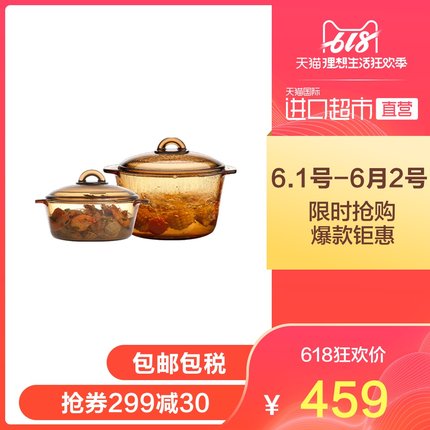 618
天猫理想生活狂欢季
天猫国际
进口超市 直营
6.1号-6月2号
限时抢购
爆款钜惠
包邮包税
抢券299减30
618狂欢价
¥ 459